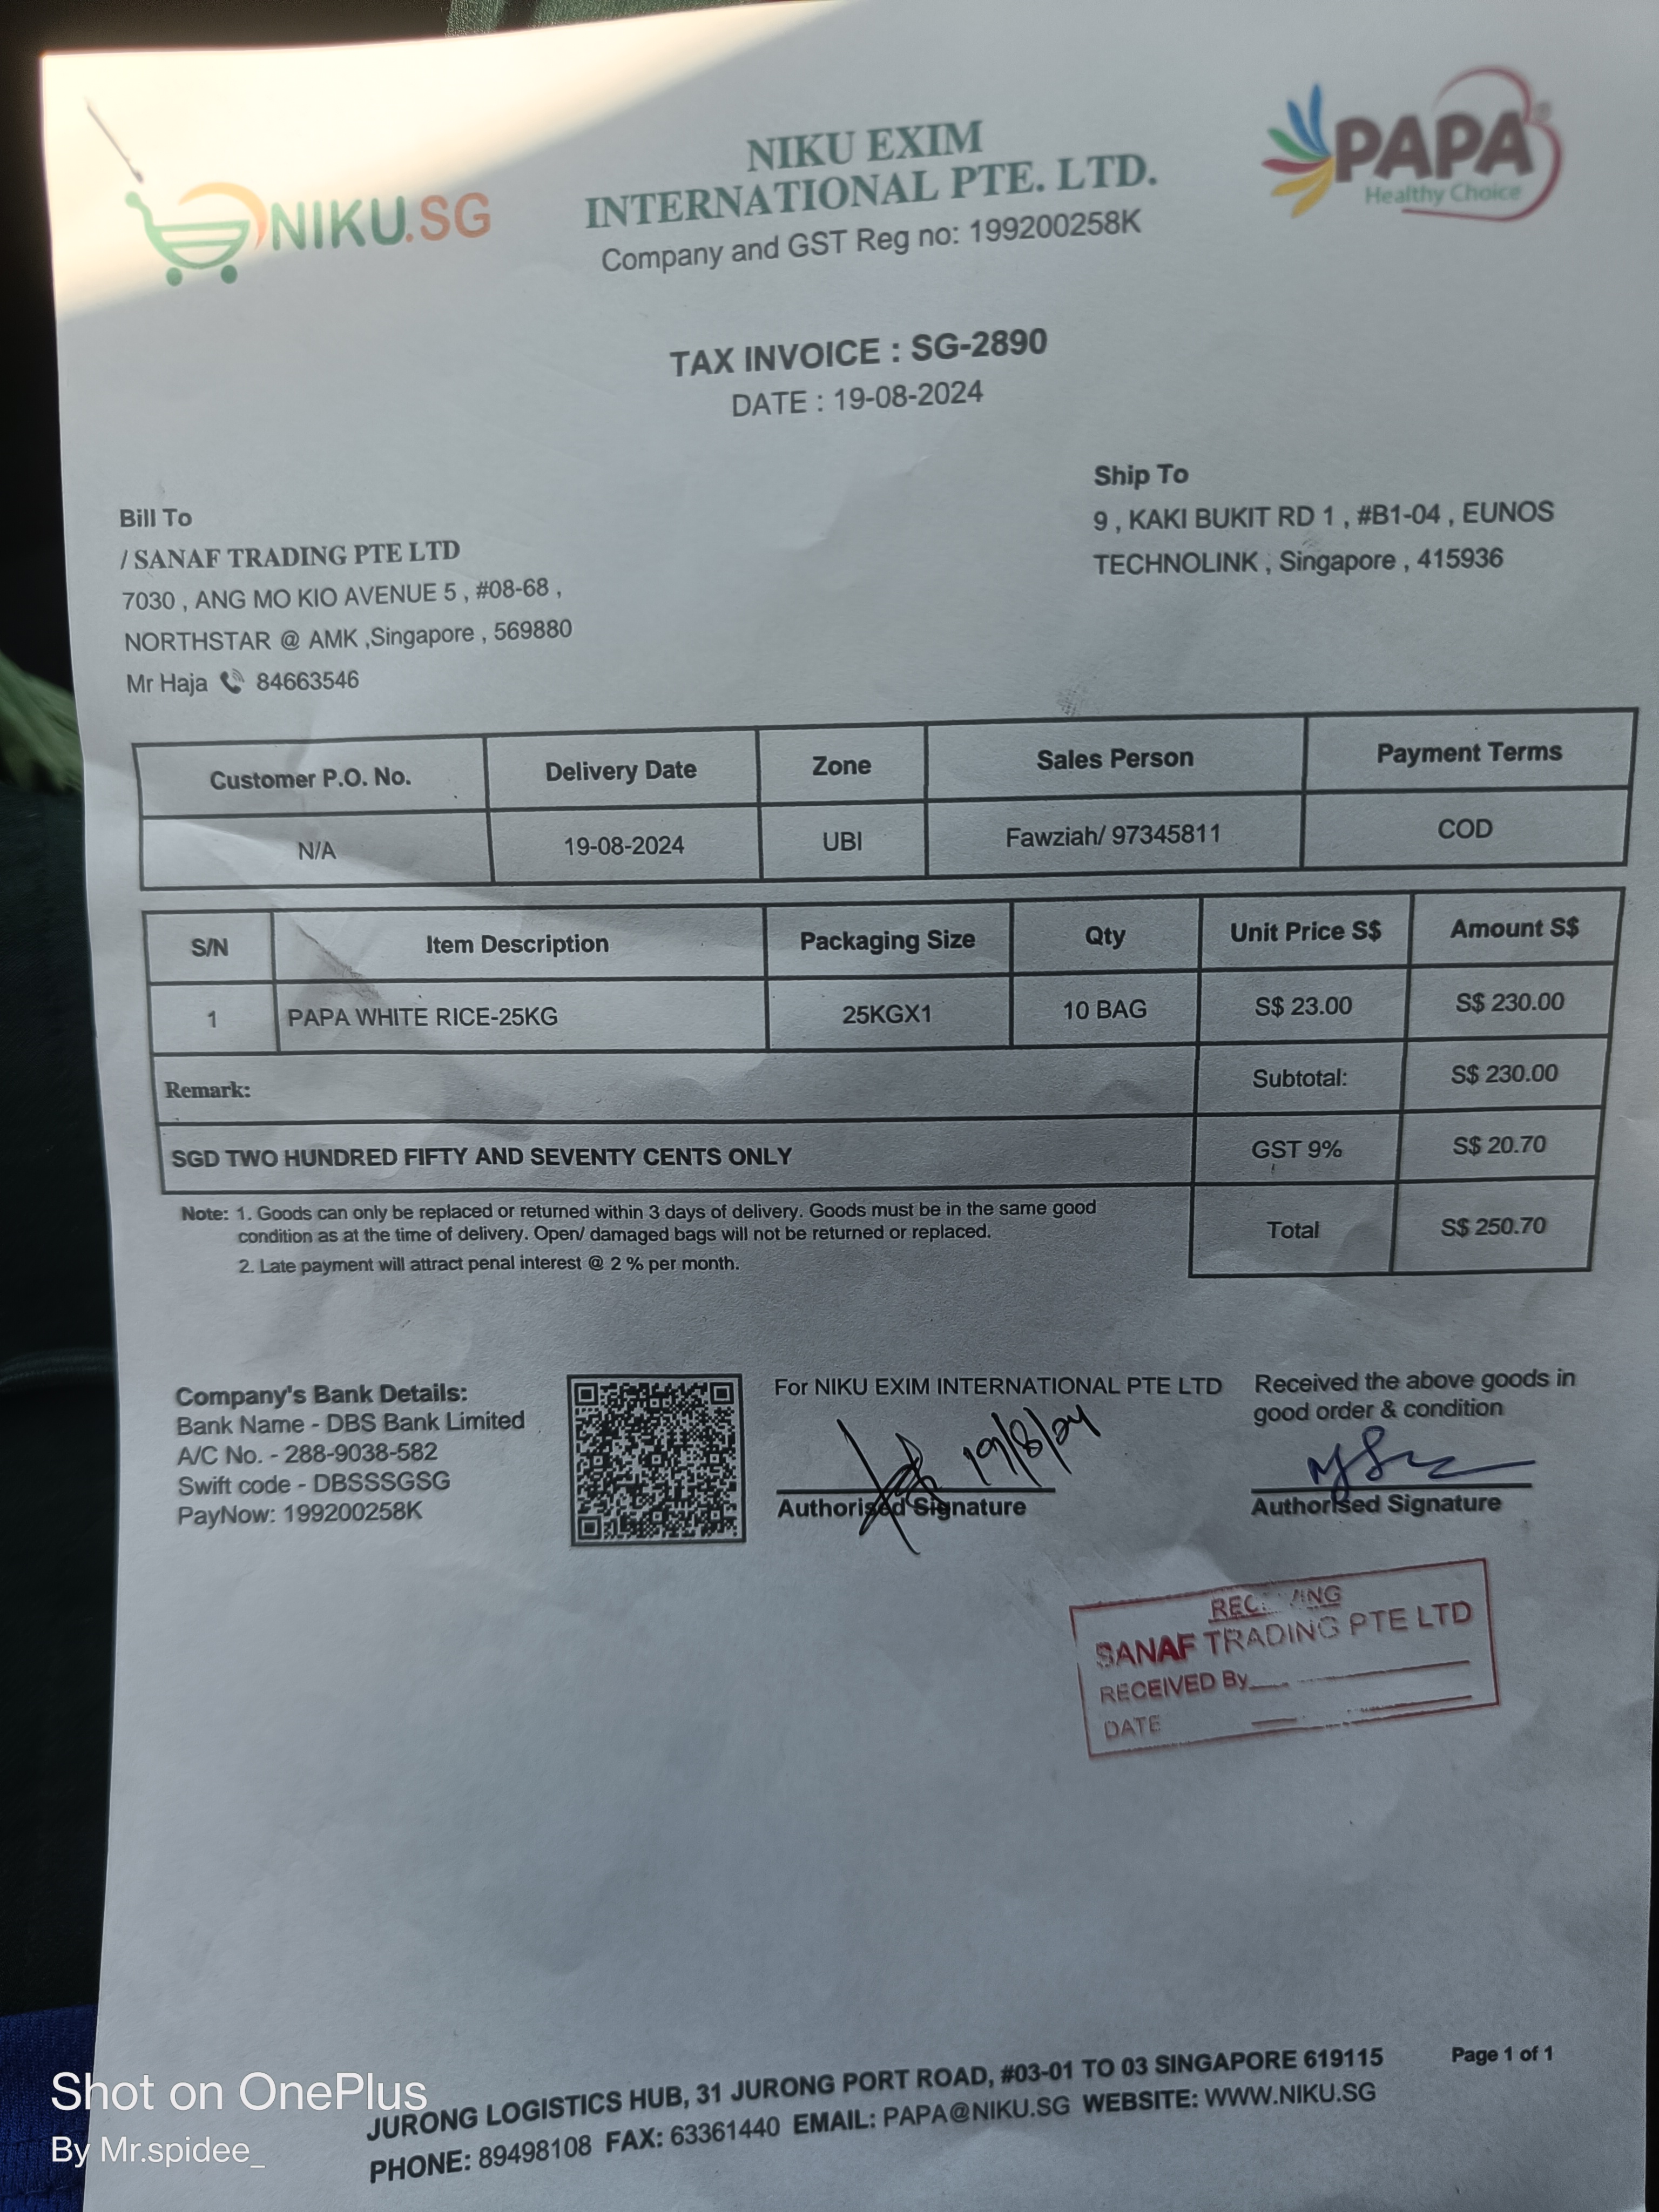 NIKU.SG
NIKU EXIM
INTERNATIONAL PTE. LTD.
Company and GST Reg no: 199200258K
PAPA®
Healthy Choice
TAX INVOICE : SG-2890
DATE : 19-08-2024
Bill To
/ SANAF TRADING PTE LTD
7030 , ANG MO KIO AVENUE 5 , #08-68 ,
NORTHSTAR @ AMK ,Singapore , 569880
Mr Haja 84663546
Ship To
9 , KAKI BUKIT RD 1 , #B1-04 , EUNOS
TECHNOLINK , Singapore , 415936
Customer P.O. No. Delivery Date Zone Sales Person Payment Terms
N/A 19-08-2024 UBI Fawziah/ 97345811 COD
S/N Item Description Packaging Size Qty Unit Price S$ Amount S$
1 PAPA WHITE RICE-25KG 25KGX1 10 BAG S$ 23.00 S$ 230.00
Remark: Subtotal: S$ 230.00
SGD TWO HUNDRED FIFTY AND SEVENTY CENTS ONLY GST 9% S$ 20.70
Total S$ 250.70
Note: 1. Goods can only be replaced or returned within 3 days of delivery. Goods must be in the same good
condition as at the time of delivery. Open/ damaged bags will not be returned or replaced.
2. Late payment will attract penal interest @ 2 % per month.
Company's Bank Details:
Bank Name - DBS Bank Limited
A/C No. - 288-9038-582
Swift code - DBSSSGSG
PayNow: 199200258K
For NIKU EXIM INTERNATIONAL PTE LTD
19/8/24
Authorised Signature
Received the above goods in
good order & condition
Authorised Signature
SANAF TRADING PTE LTD
RECEIVED By
DATE
JURONG LOGISTICS HUB, 31 JURONG PORT ROAD, #03-01 TO 03 SINGAPORE 619115
PHONE: 89498108 FAX: 63361440 EMAIL: PAPA@NIKU.SG WEBSITE: WWW.NIKU.SG
Page 1 of 1
Shot on OnePlus
By Mr.spidee_